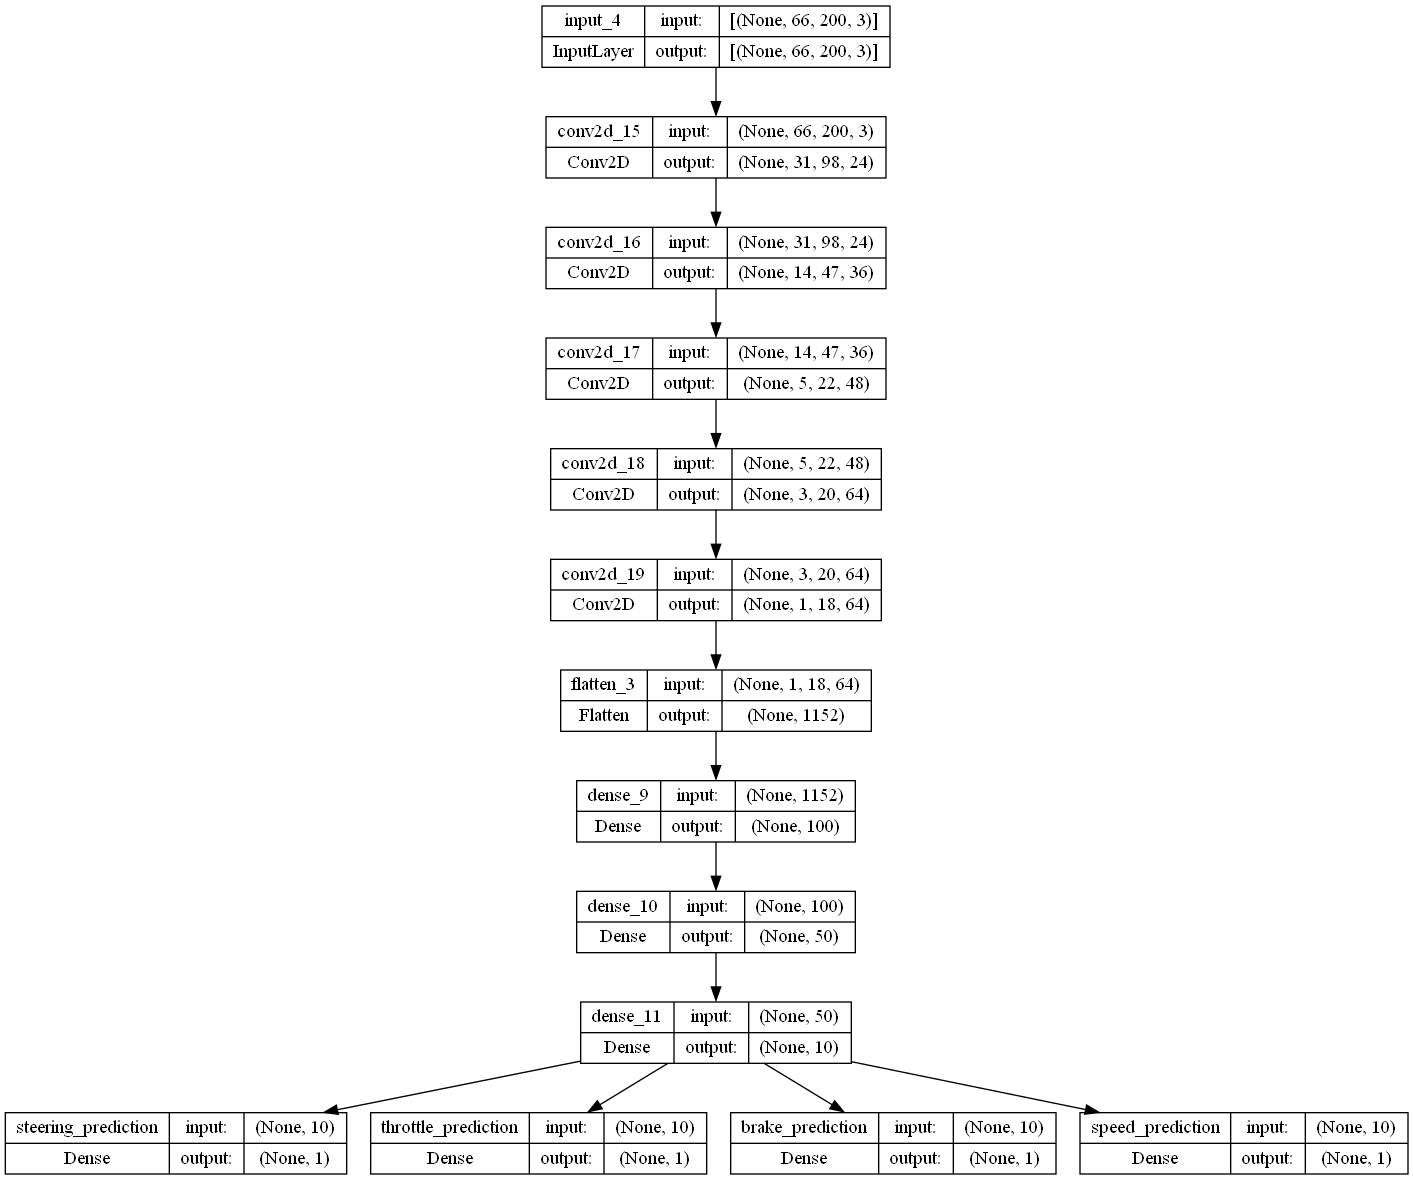 input_4 input: [(None, 66, 200, 3)]
InputLayer output: [(None, 66, 200, 3)]
conv2d_15 input: (None, 66, 200, 3)
Conv2D output: (None, 31, 98, 24)
conv2d_16 input: (None, 31, 98, 24)
Conv2D output: (None, 14, 47, 36)
conv2d_17 input: (None, 14, 47, 36)
Conv2D output: (None, 5, 22, 48)
conv2d_18 input: (None, 5, 22, 48)
Conv2D output: (None, 3, 20, 64)
conv2d_19 input: (None, 3, 20, 64)
Conv2D output: (None, 1, 18, 64)
flatten_3 input: (None, 1, 18, 64)
Flatten output: (None, 1152)
dense_9 input: (None, 1152)
Dense output: (None, 100)
dense_10 input: (None, 100)
Dense output: (None, 50)
dense_11 input: (None, 50)
Dense output: (None, 10)
steering_prediction input: (None, 10)
Dense output: (None, 1)
throttle_prediction input: (None, 10)
Dense output: (None, 1)
brake_prediction input: (None, 10)
Dense output: (None, 1)
speed_prediction input: (None, 10)
Dense output: (None, 1)